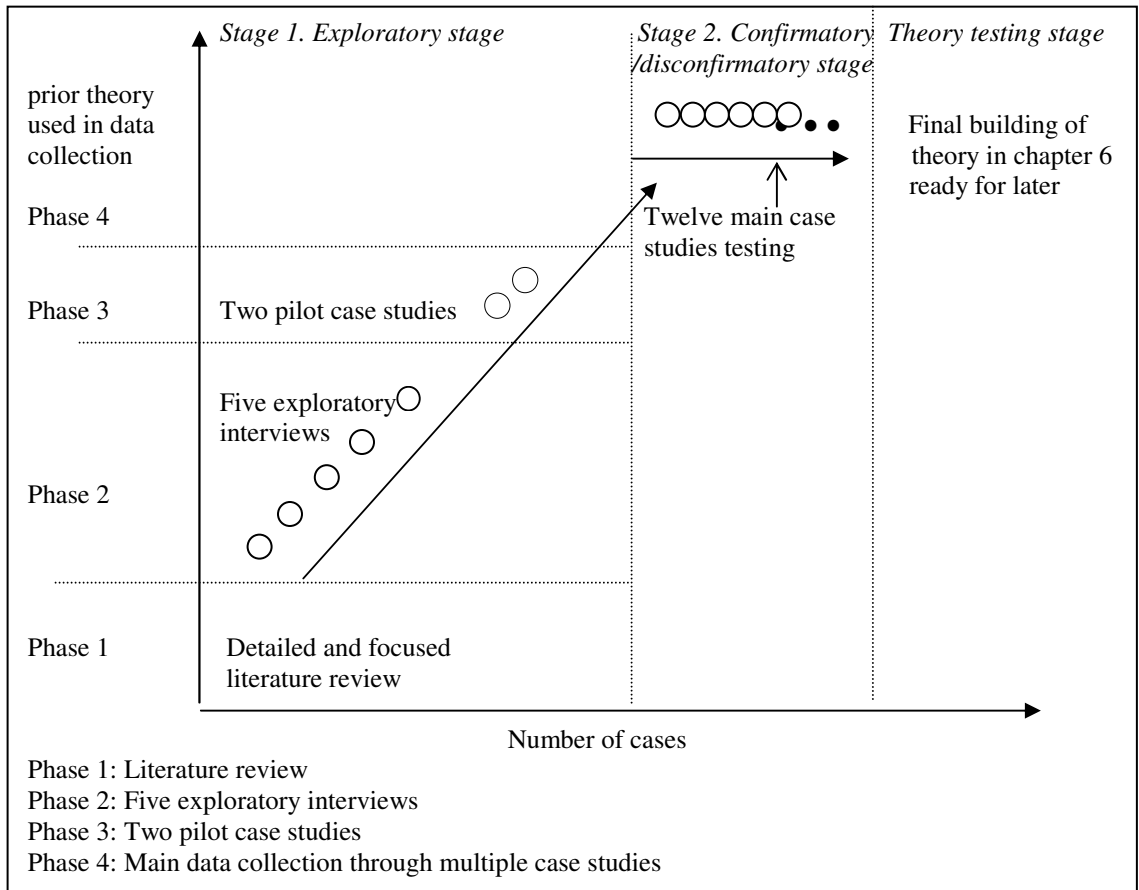 Stage 1. Exploratory stage
Stage 2. Confirmatory
/disconfirmatory stage
Theory testing stage
prior theory
used in data
collection
Final building of
theory in chapter 6
ready for later
Phase 4
Twelve main case
studies testing
Phase 3
Two pilot case studies
Five exploratory
interviews
Phase 2
Phase 1
Detailed and focused
literature review
Number of cases
Phase 1: Literature review
Phase 2: Five exploratory interviews
Phase 3: Two pilot case studies
Phase 4: Main data collection through multiple case studies